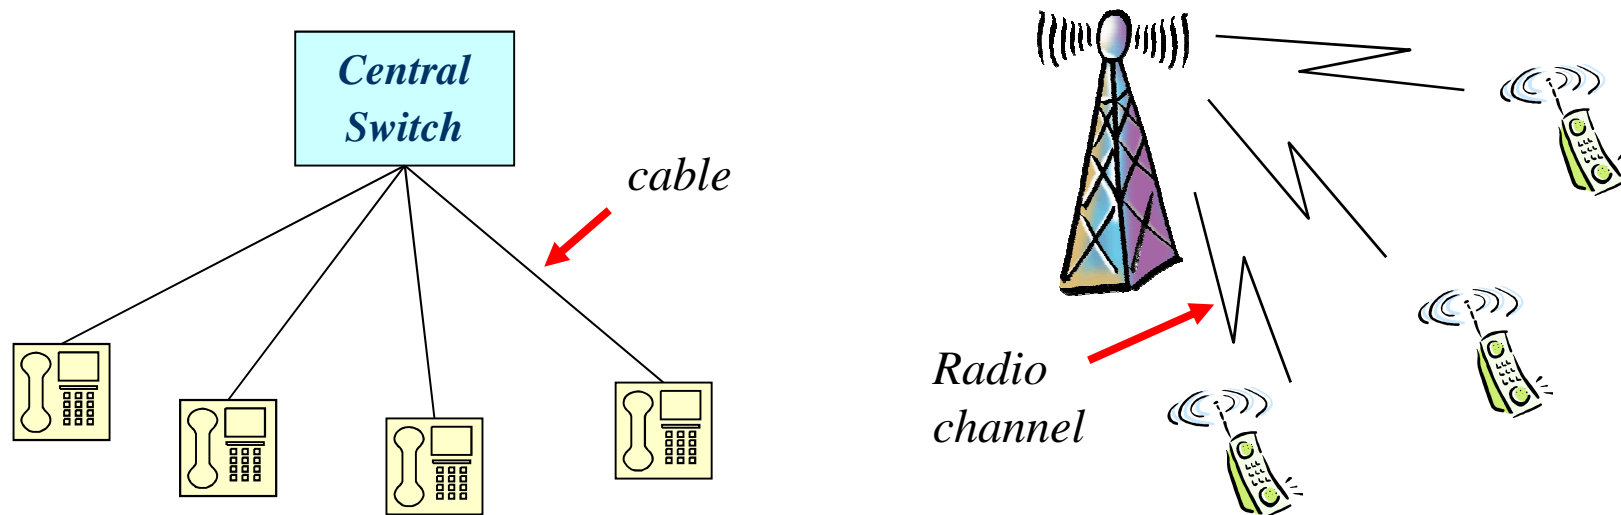 Central
Switch
cable
Radio
channel